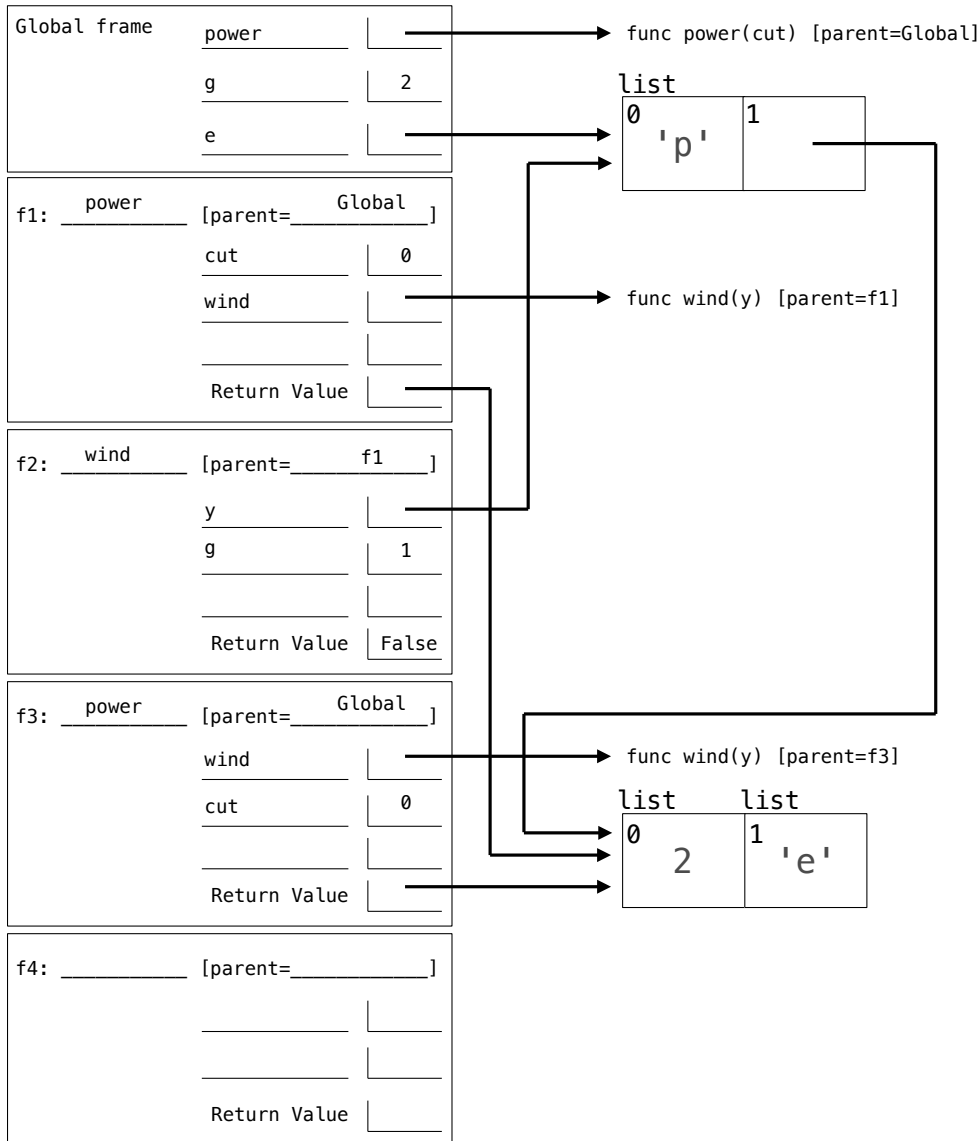 Global frame
power
func power(cut) [parent=Global]
g 2
list
e
0 'p' 1
f1: power [parent=Global]
cut 0
wind
func wind(y) [parent=f1]
Return Value
f2: wind [parent=f1]
y
g 1
Return Value False
f3: power [parent=Global]
wind
func wind(y) [parent=f3]
list list
cut 0
0 2 1 'e'
Return Value
f4: ___________ [parent=____________]
Return Value